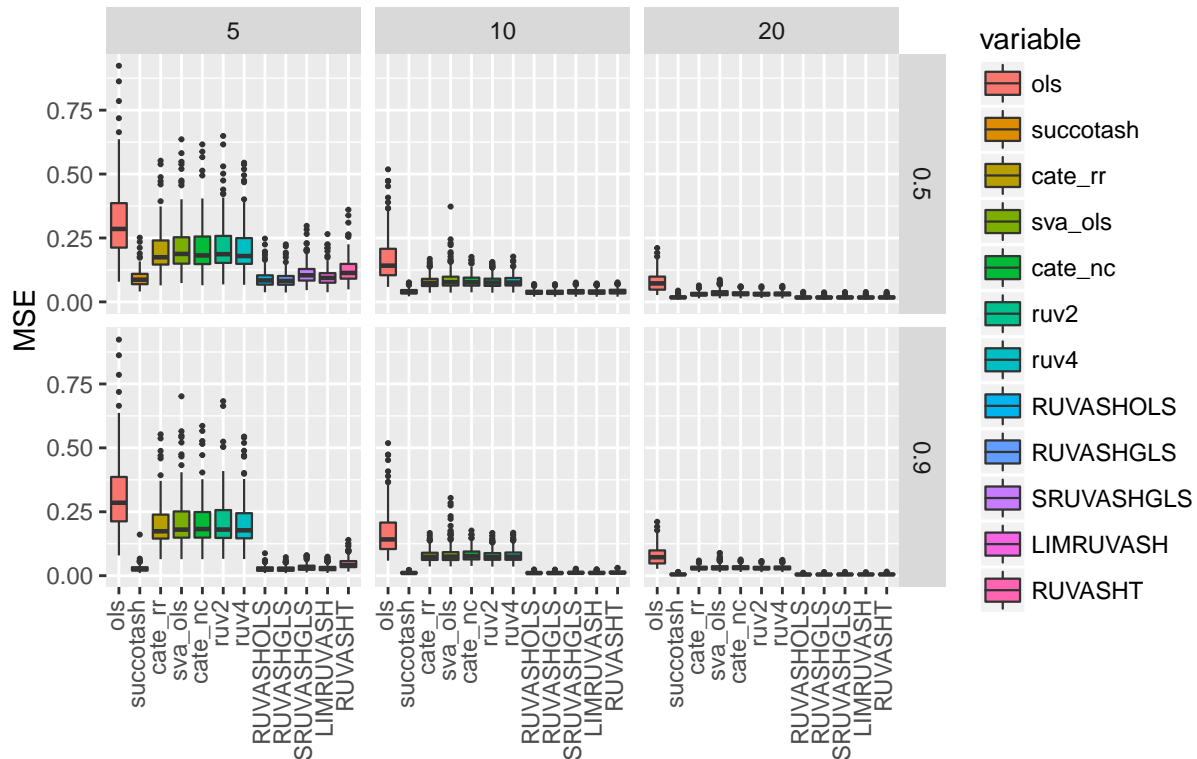 5
10
20
MSE
0.75
0.50
0.25
0.00
0.5
0.75
0.50
0.25
0.00
0.9
ols
succotash
cate_rr
sva_ols
cate_nc
ruv2
ruv4
RUVASHOLS
RUVASHGLS
SRUVASHGLS
LIMRUVASH
RUVASHT
ols
succotash
cate_rr
sva_ols
cate_nc
ruv2
ruv4
RUVASHOLS
RUVASHGLS
SRUVASHGLS
LIMRUVASH
RUVASHT
ols
succotash
cate_rr
sva_ols
cate_nc
ruv2
ruv4
RUVASHOLS
RUVASHGLS
SRUVASHGLS
LIMRUVASH
RUVASHT
variable
ols
succotash
cate_rr
sva_ols
cate_nc
ruv2
ruv4
RUVASHOLS
RUVASHGLS
SRUVASHGLS
LIMRUVASH
RUVASHT